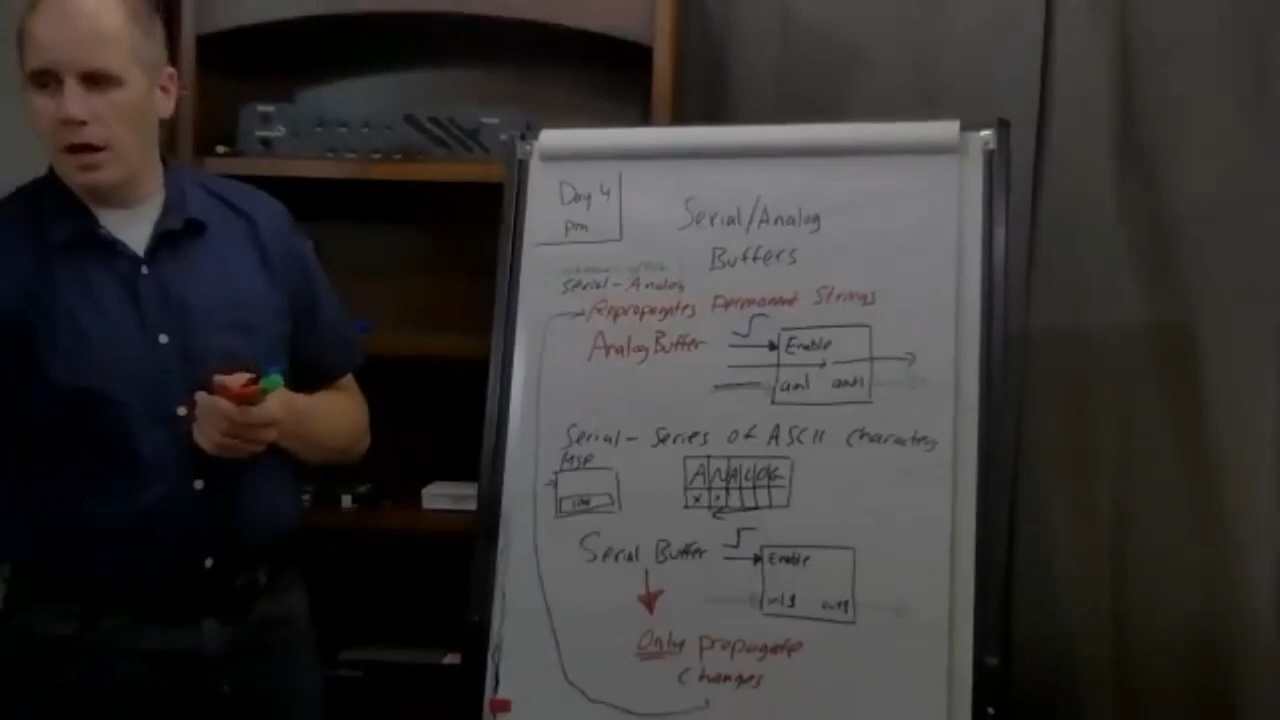 Day 4
pm
Serial/Analog
Buffers
Serial-Analog
Repropagates Permanent Strings
Analog Buffer
Enable
Serial - Series of ASCII characters
MSP
ANALOG
x x
Serial Buffer
Enable
Only propagate
Changes